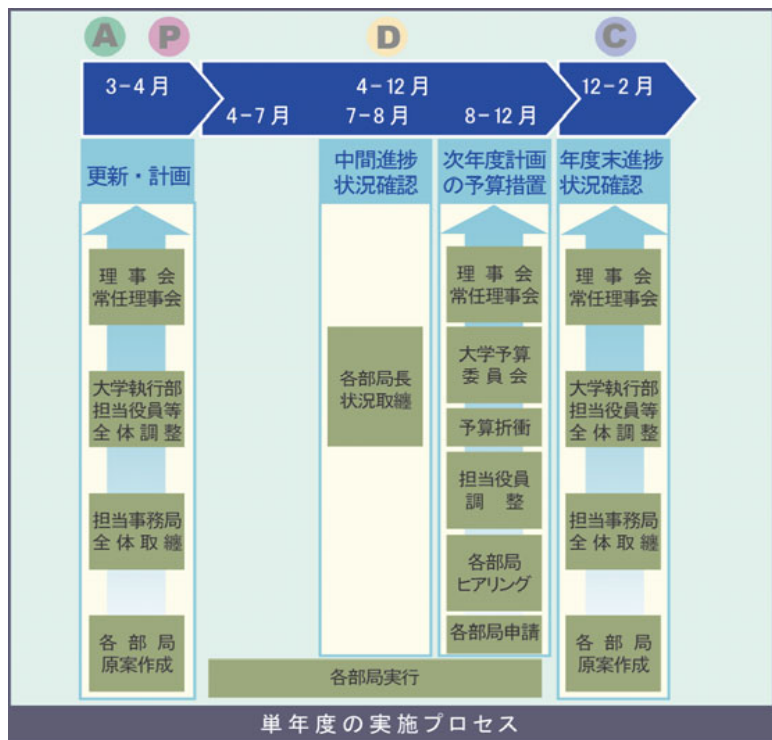 A P D C
3-4月 4-12月 12-2月
4-7月 7-8月 8-12月
更新・計画
理事会
常任理事会
大学執行部
担当役員等
全体調整
担当事務局
全体取纏
各部局
原案作成
中間進捗
状況確認
各部局長
状況取纏
次年度計画
の予算措置
理事会
常任理事会
大学予算
委員会
予算折衝
担当役員
調整
各部局
ヒアリング
各部局申請
年度末進捗
状況確認
理事会
常任理事会
大学執行部
担当役員等
全体調整
担当事務局
全体取纏
各部局
原案作成
各部局実行
単年度の実施プロセス